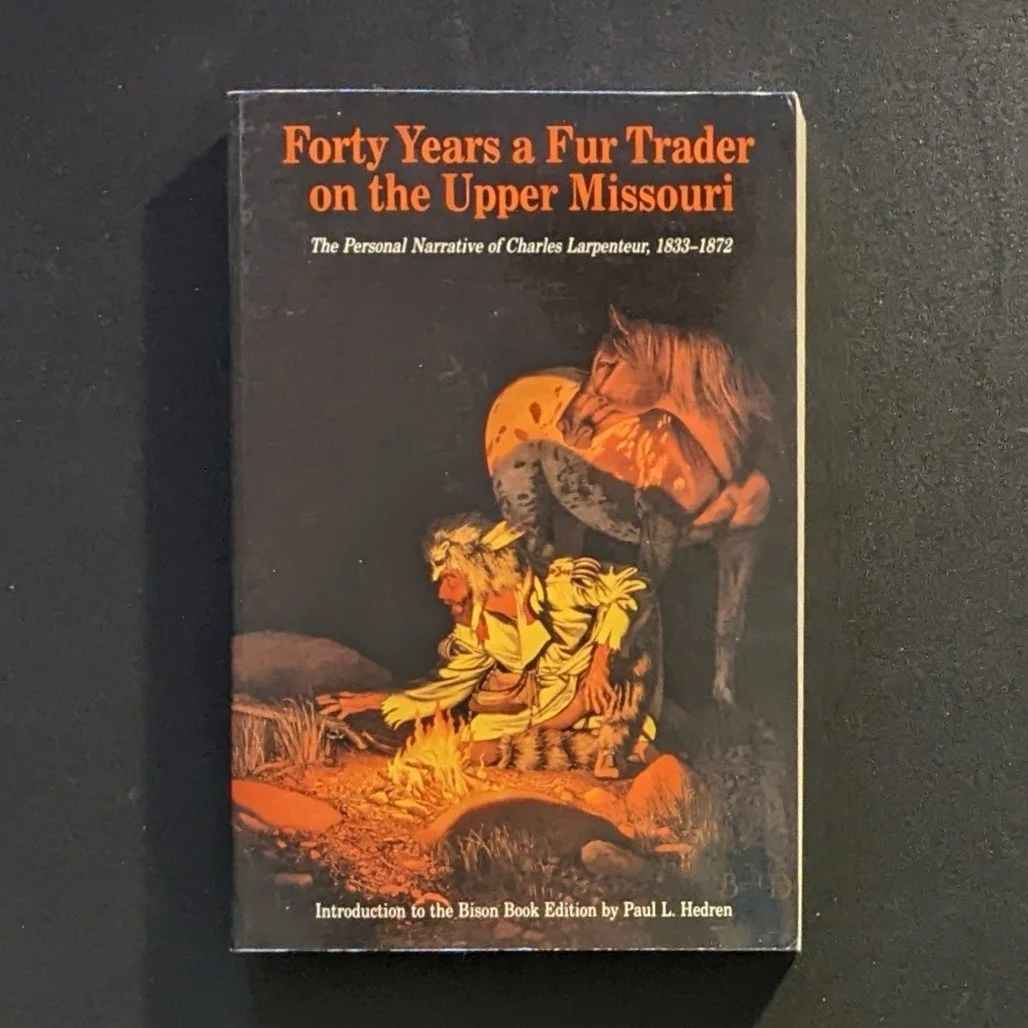 Forty Years a Fur Trader
on the Upper Missouri
The Personal Narrative of Charles Larpenteur, 1833–1872
Introduction to the Bison Book Edition by Paul L. Hedren